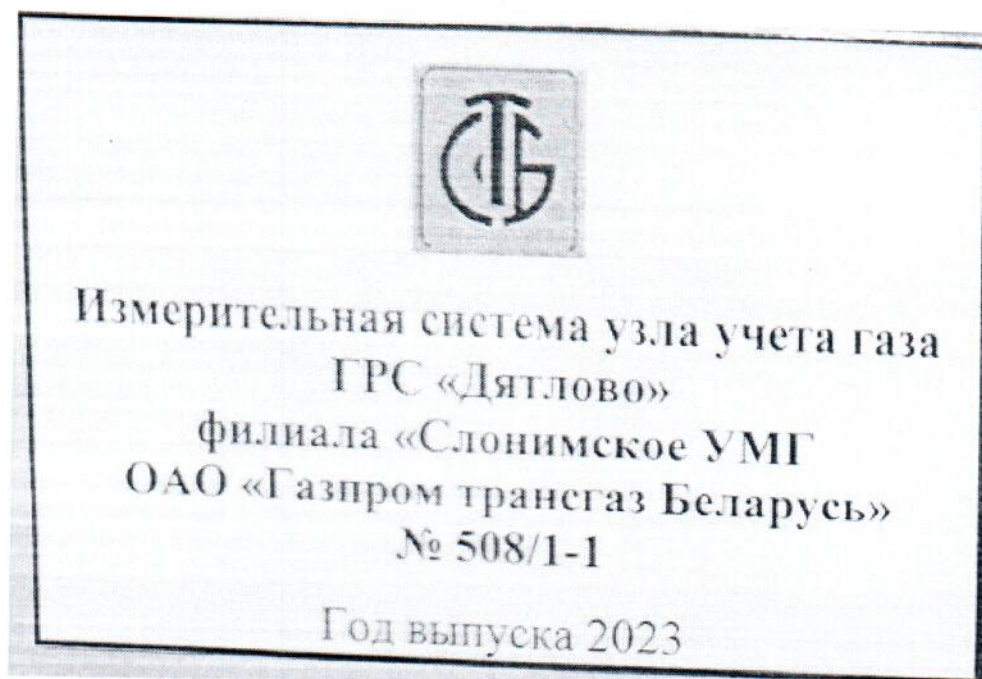 СТБ
Измерительная система узла учета газа
ГРС «Дятлово»
филиала «Слонимское УМГ
ОАО «Газпром трансгаз Беларусь»
№ 508/1-1
Год выпуска 2023